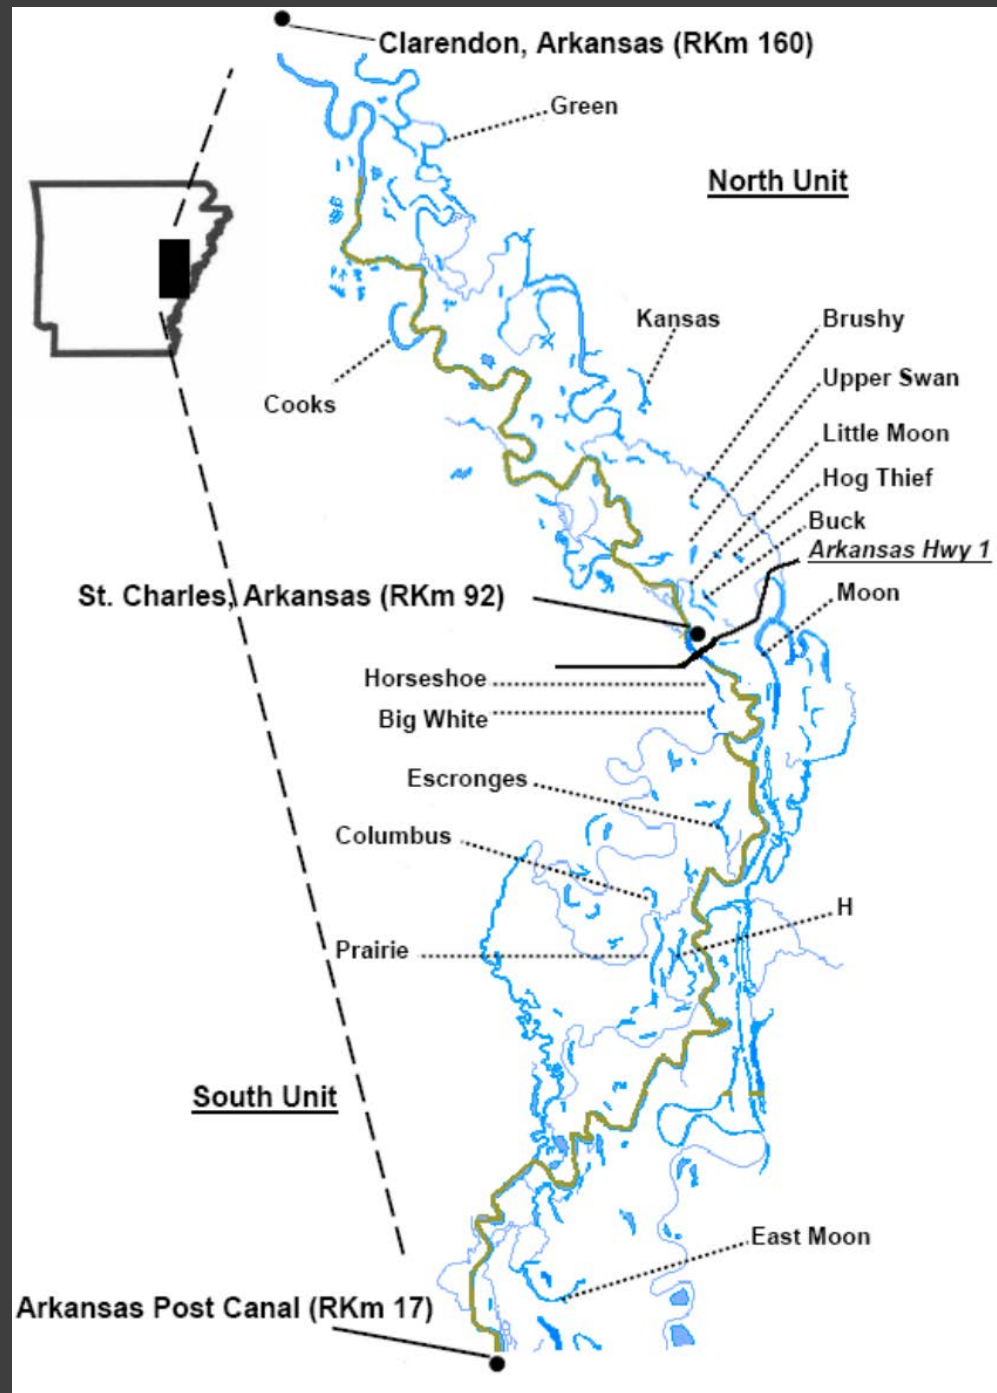 Clarendon, Arkansas (RKm 160)
Green
North Unit
Kansas
Brushy
Upper Swan
Cooks
Little Moon
Hog Thief
Buck
Arkansas Hwy 1
St. Charles, Arkansas (RKm 92)
Moon
Horseshoe
Big White
Escronges
Columbus
H
Prairie
South Unit
East Moon
Arkansas Post Canal (RKm 17)